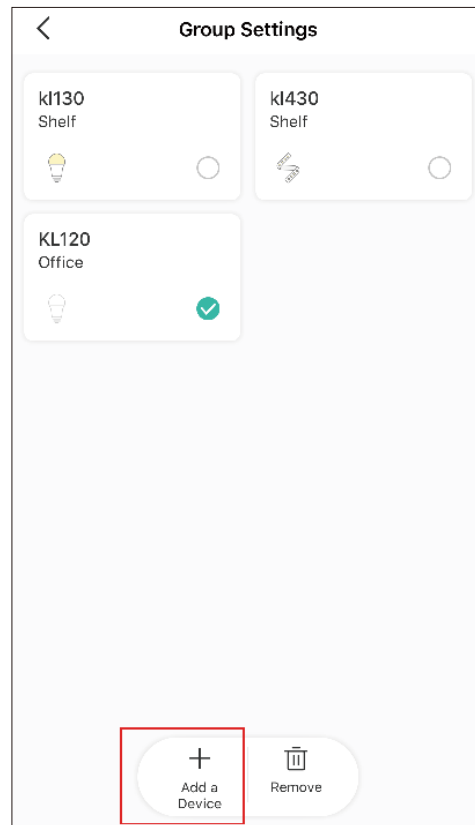 Group Settings
kl130
Shelf
kl430
Shelf
KL120
Office
Add a
Device
Remove